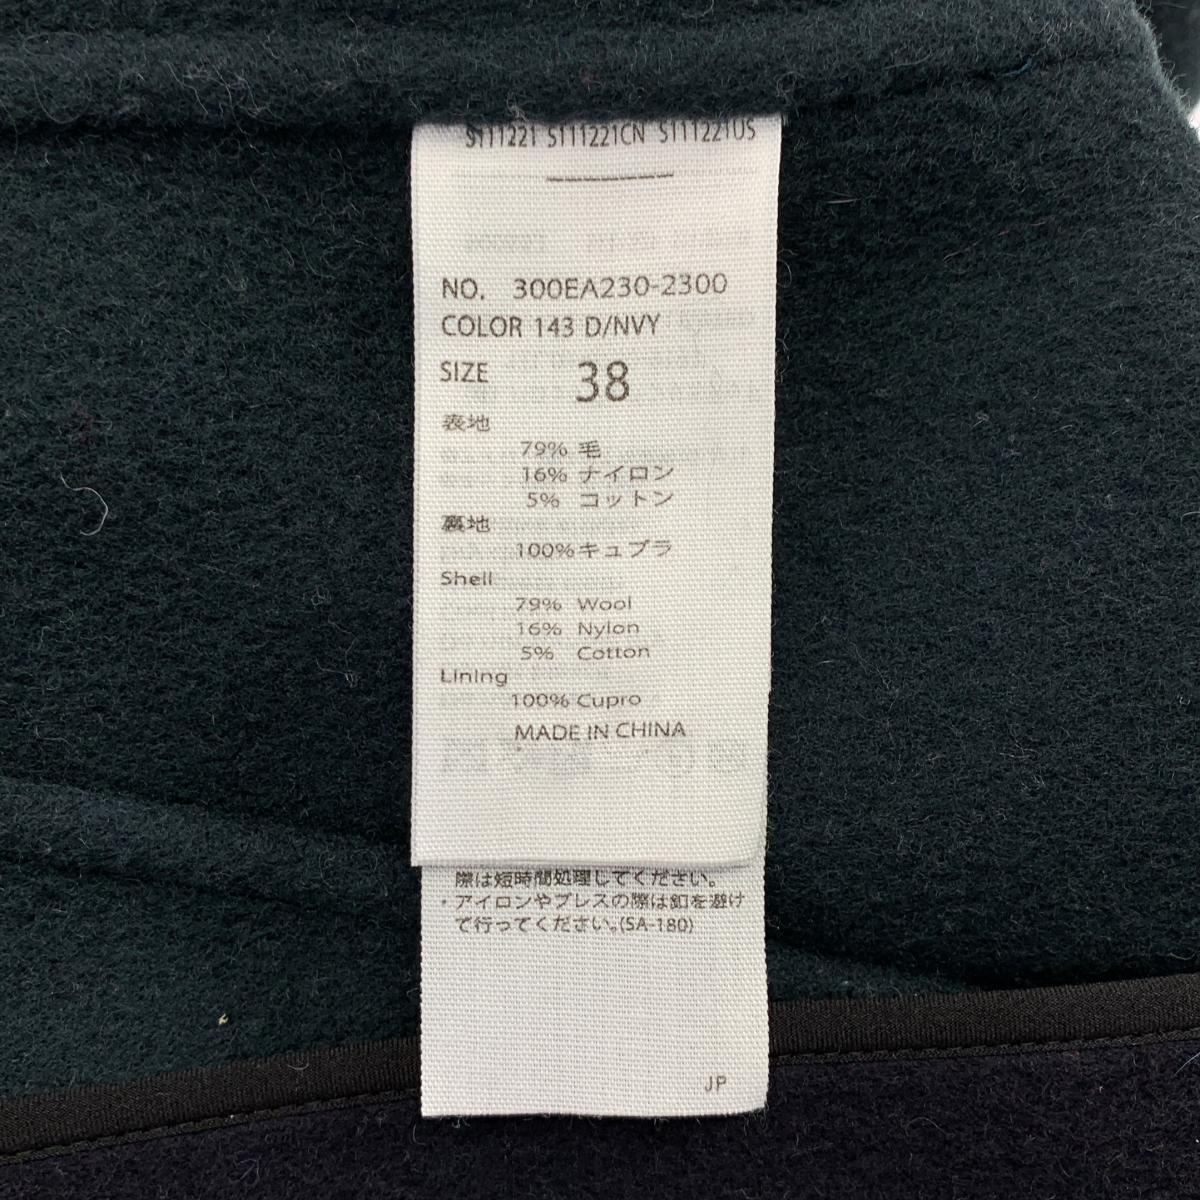 S111221 S111221CN S111221US
NO. 300EA230-2300
COLOR 143 D/NVY
SIZE 38
表地
79% 毛
16% ナイロン
5% コットン
裏地
100% キュプラ
Shell
79% Wool
16% Nylon
5% Cotton
Lining
100% Cupro
MADE IN CHINA
際は短時間処理してください。
・アイロンやプレスの際は釦を避け
て行ってください。(SA-180)
JP